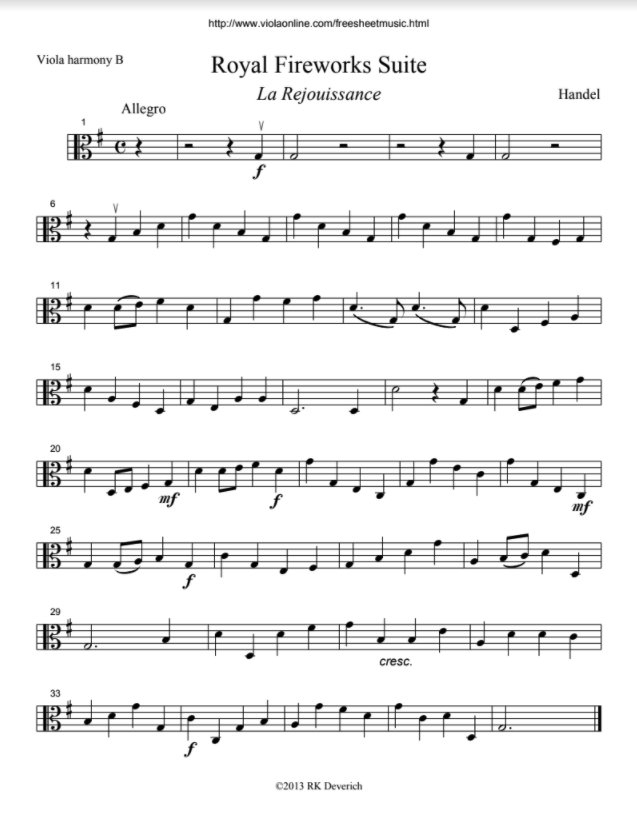 http://www.violaonline.com/freesheetmusic.html
Viola harmony B
Royal Fireworks Suite
La Rejouissance
Handel
Allegro
1
f
6
11
15
20
mf
f
mf
25
f
29
cresc.
33
f
©2013 RK Deverich